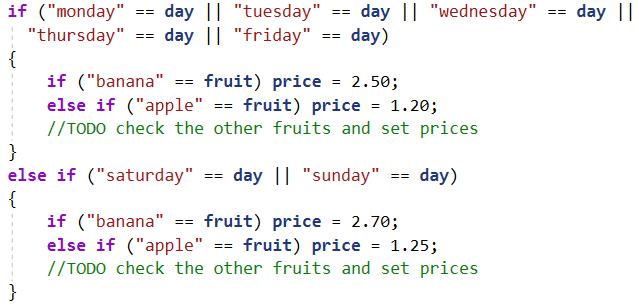 if ("monday" == day || "tuesday" == day || "wednesday" == day ||
  "thursday" == day || "friday" == day)
{
    if ("banana" == fruit) price = 2.50;
    else if ("apple" == fruit) price = 1.20;
    //TODO check the other fruits and set prices
}
else if ("saturday" == day || "sunday" == day)
{
    if ("banana" == fruit) price = 2.70;
    else if ("apple" == fruit) price = 1.25;
    //TODO check the other fruits and set prices
}